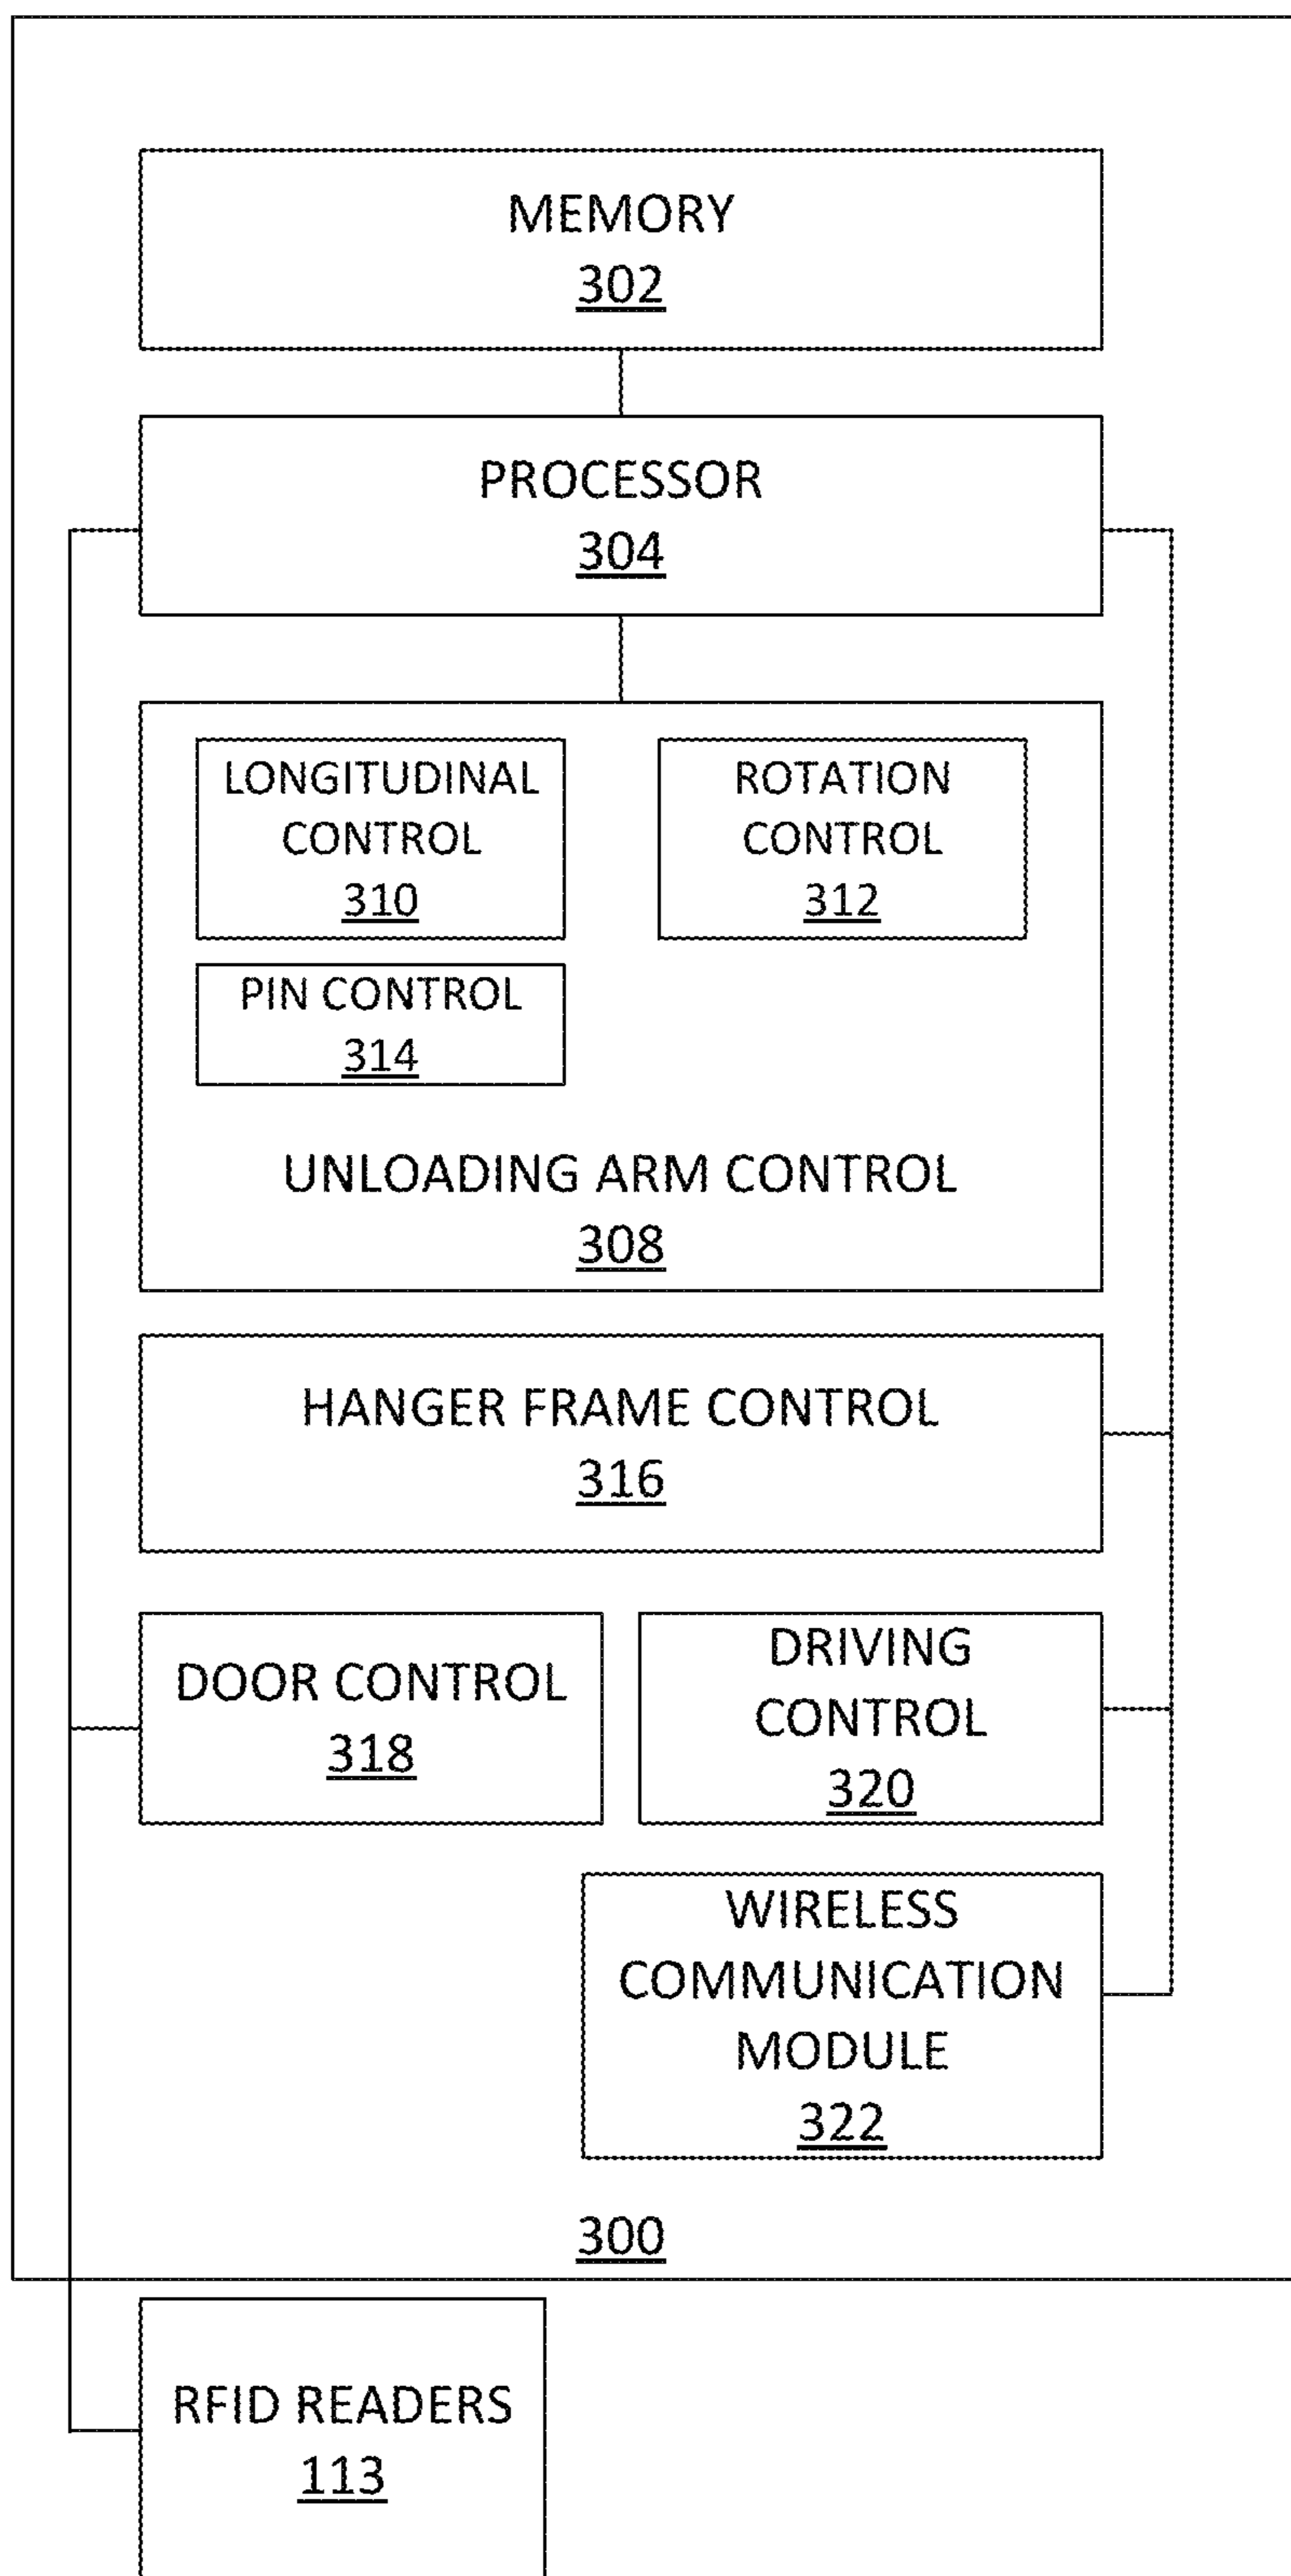 MEMORY
302
PROCESSOR
304
LONGITUDINAL
CONTROL
310
ROTATION
CONTROL
312
PIN CONTROL
314
UNLOADING ARM CONTROL
308
HANGER FRAME CONTROL
316
DOOR CONTROL
318
DRIVING
CONTROL
320
WIRELESS
COMMUNICATION
MODULE
322
300
RFID READERS
113